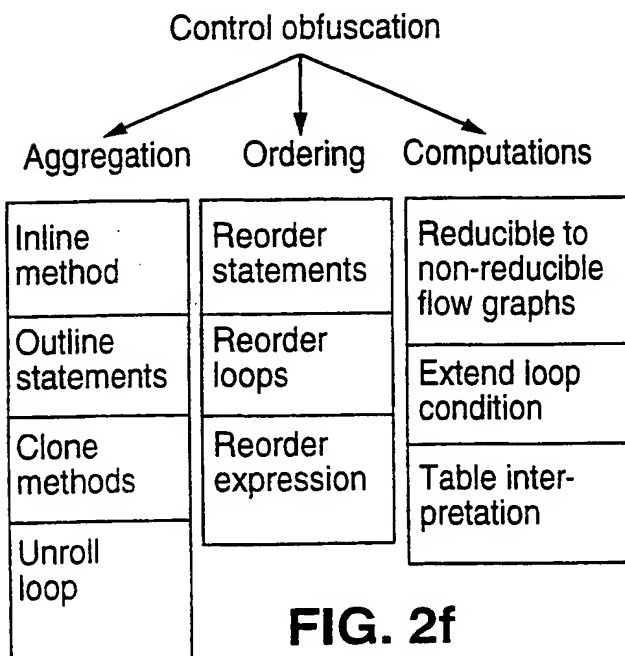 Control obfuscation
Aggregation
Ordering
Computations
Inline
method
Outline
statements
Clone
methods
Unroll
loop
Reorder
statements
Reorder
loops
Reorder
expression
Reducible to
non-reducible
flow graphs
Extend loop
condition
Table inter-
pretation
FIG. 2f